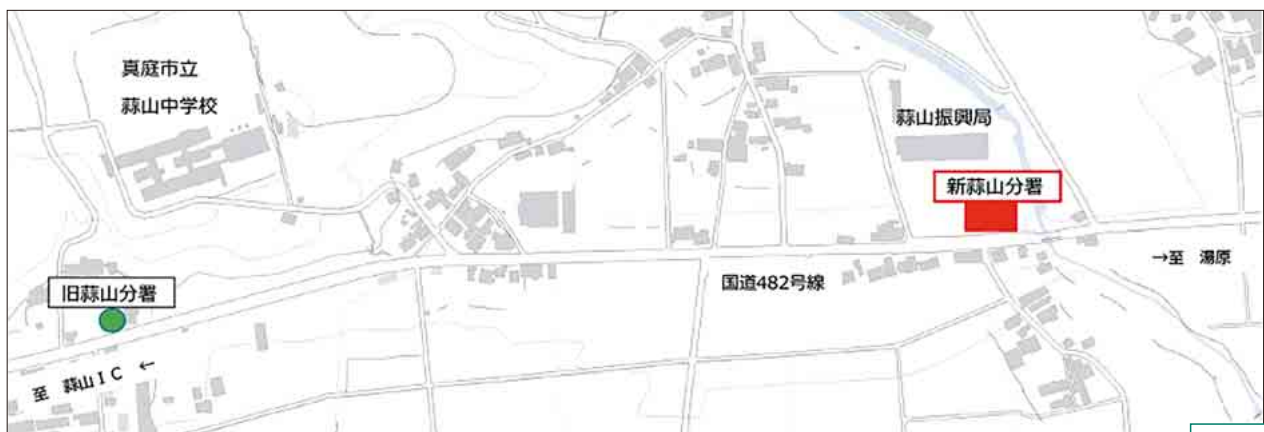 真庭市立
蒜山中学校
蒜山振興局
新蒜山分署
→至 湯原
国道482号線
旧蒜山分署
至 蒜山IC ←